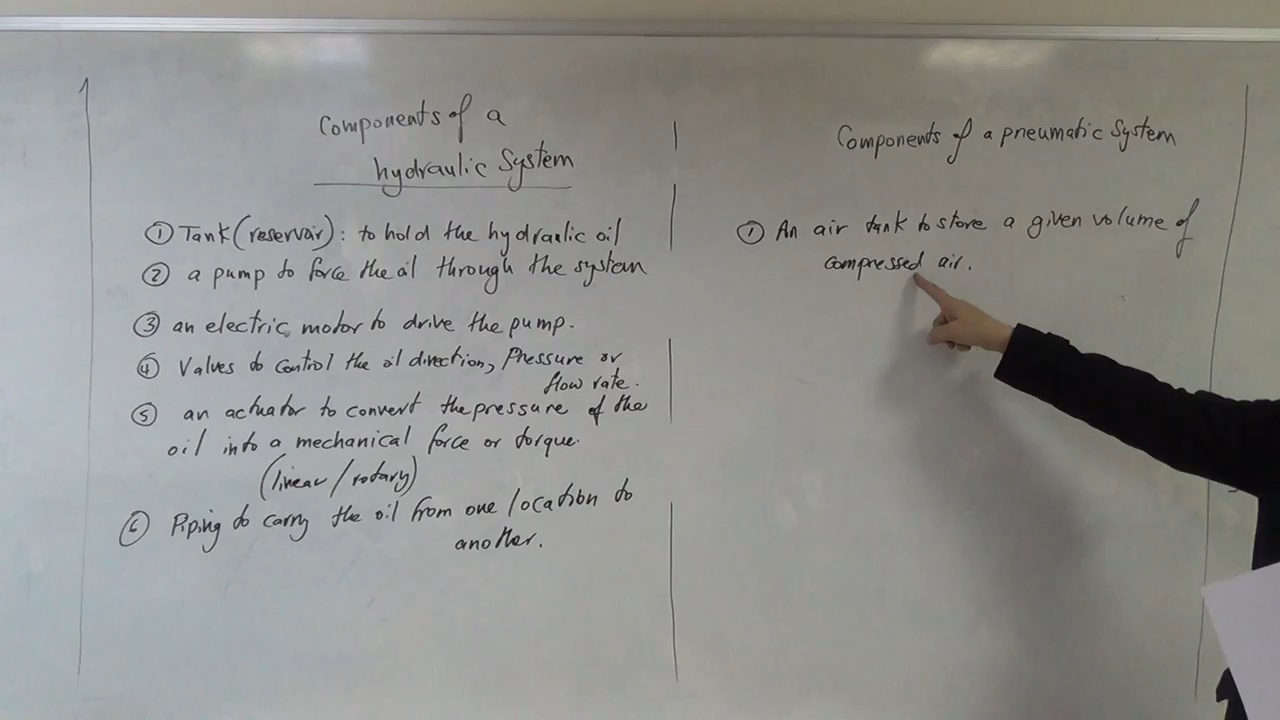 Components of a
hydraulic System
① Tank (reservoir): to hold the hydraulic oil
② a pump to force the oil through the system
③ an electric motor to drive the pump.
④ Valves to control the oil direction, Pressure or
flow rate.
⑤ an actuator to convert the pressure of the
oil into a mechanical force or torque.
(linear / rotary)
⑥ Piping to carry the oil from one location to
another.
Components of a pneumatic System
① An air tank to store a given volume of
compressed air.